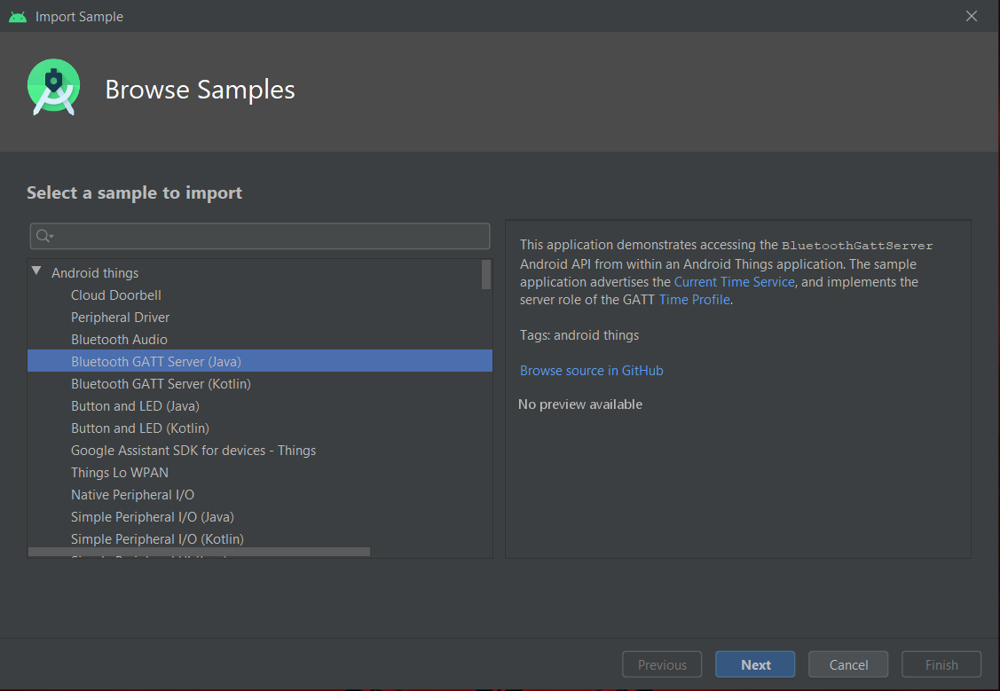 Import Sample
Browse Samples
Select a sample to import
Android things
Cloud Doorbell
Peripheral Driver
Bluetooth Audio
Bluetooth GATT Server (Java)
Bluetooth GATT Server (Kotlin)
Button and LED (Java)
Button and LED (Kotlin)
Google Assistant SDK for devices - Things
Things Lo WPAN
Native Peripheral I/O
Simple Peripheral I/O (Java)
Simple Peripheral I/O (Kotlin)
This application demonstrates accessing the BluetoothGattServer
Android API from within an Android Things application. The sample
application advertises the Current Time Service, and implements the
server role of the GATT Time Profile.
Tags: android things
Browse source in GitHub
No preview available
Previous
Next
Cancel
Finish